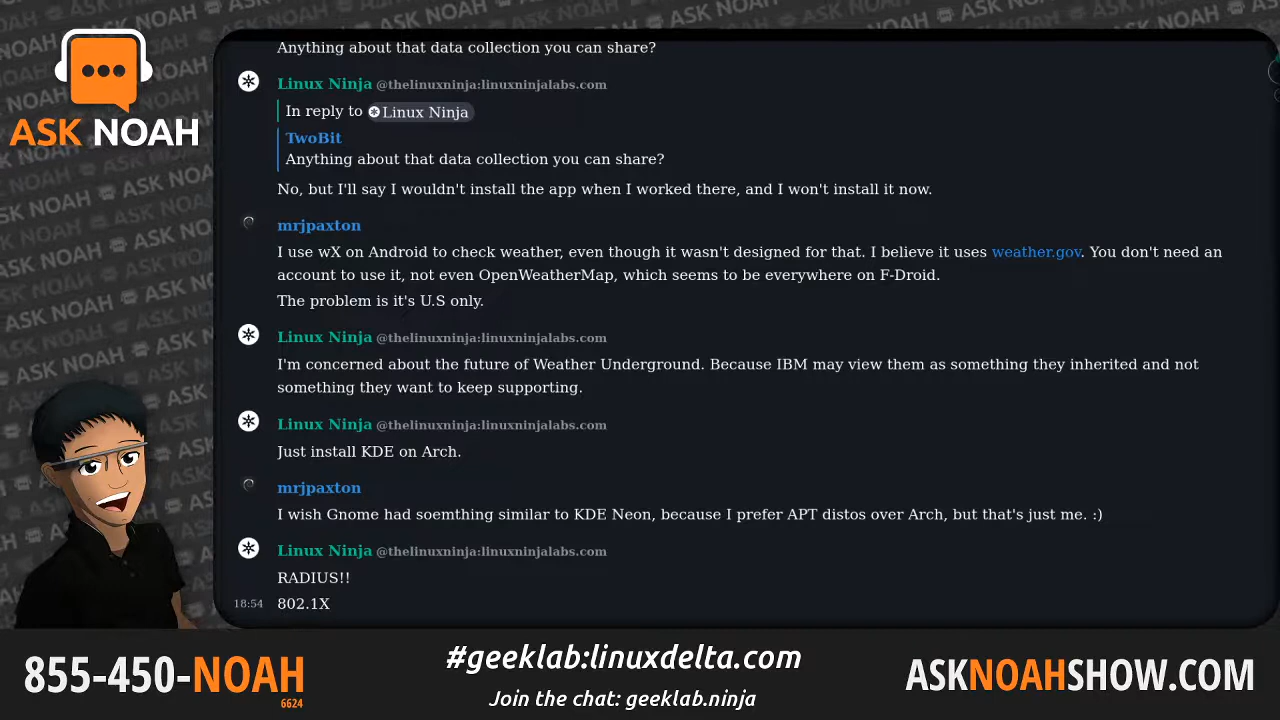 Anything about that data collection you can share?
Linux Ninja @thelinuxninja:linuxninjalabs.com
In reply to Linux Ninja
TwoBit
Anything about that data collection you can share?
No, but I'll say I wouldn't install the app when I worked there, and I won't install it now.
mrjpaxton
I use wX on Android to check weather, even though it wasn't designed for that. I believe it uses weather.gov. You don't need an
account to use it, not even OpenWeatherMap, which seems to be everywhere on F-Droid.
The problem is it's U.S only.
Linux Ninja @thelinuxninja:linuxninjalabs.com
I'm concerned about the future of Weather Underground. Because IBM may view them as something they inherited and not
something they want to keep supporting.
Linux Ninja @thelinuxninja:linuxninjalabs.com
Just install KDE on Arch.
mrjpaxton
I wish Gnome had soemthing similar to KDE Neon, because I prefer APT distos over Arch, but that's just me. :)
Linux Ninja @thelinuxninja:linuxninjalabs.com
RADIUS!!
18:54 802.1X
ASK NOAH
855-450-NOAH
6624
#geeklab:linuxdelta.com
Join the chat: geeklab.ninja
ASKNOAHSHOW.COM